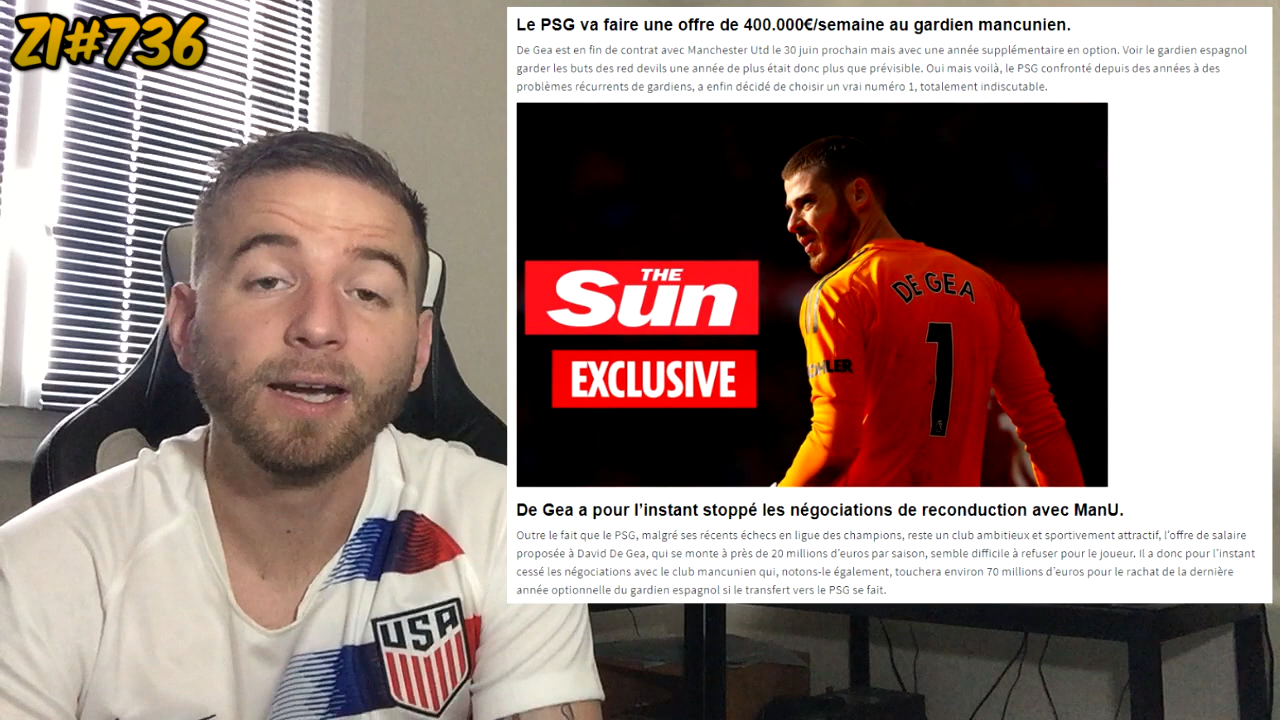 ZI#736
Le PSG va faire une offre de 400.000€/semaine au gardien mancunien.
De Gea est en fin de contrat avec Manchester Utd le 30 juin prochain mais avec une année supplémentaire en option. Voir le gardien espagnol
garder les buts des red devils une année de plus était donc plus que prévisible. Oui mais voilà, le PSG confronté depuis des années à des
problèmes récurrents de gardiens, a enfin décidé de choisir un vrai numéro 1, totalement indiscutable.
THE
Sun
EXCLUSIVE
DE GEA
1
De Gea a pour l'instant stoppé les négociations de reconduction avec ManU.
Outre le fait que le PSG, malgré ses constats échecs en ligue des champions, reste un club ambitieux et sportivement attractif, l'offre de salaire
proposée à David De Gea, qui se monte à près de 20 millions d'euros par saison, semble difficile à refuser pour le joueur. Il a donc pour l'instant
cessé les négociations avec le club mancunien qui, notons-le également, touchera environ 70 millions d'euros pour le rachat de la dernière
année optionnelle du gardien espagnol si le transfert vers le PSG se fait.
USA